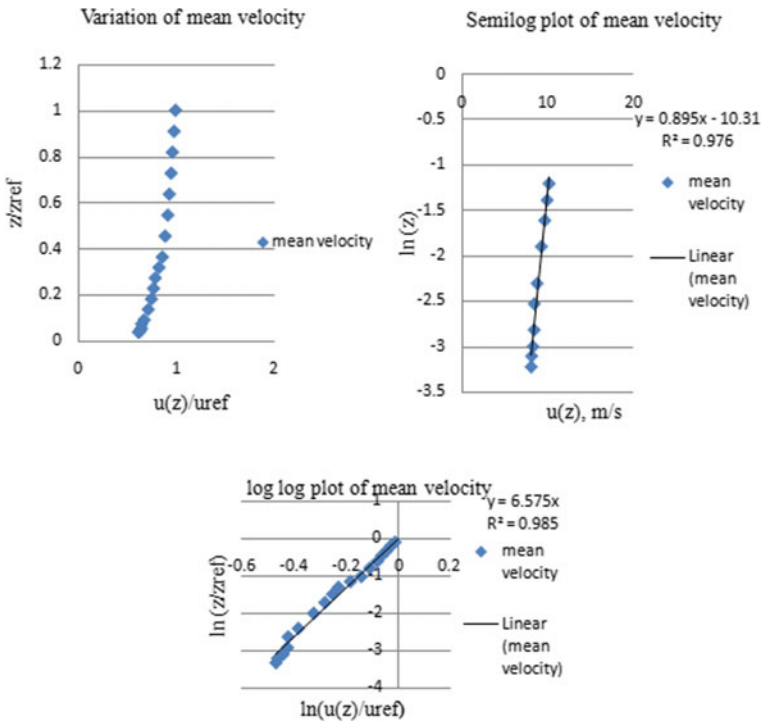 Variation of mean velocity
1.2
1
0.8
0.6
0.4
0.2
0
0
1
2
z/zref
u(z)/uref
mean velocity
Semilog plot of mean velocity
0
-0.5
-1
-1.5
-2
-2.5
-3
-3.5
0
10
20
ln (z)
u(z), m/s
y = 0.895x - 10.31
R² = 0.976
mean
velocity
Linear
(mean
velocity)
log log plot of mean velocity
1
0
-1
-2
-3
-4
-0.6
-0.4
-0.2
0
0.2
ln (z/zref)
ln(u(z)/uref)
y = 6.575x
R² = 0.985
mean
velocity
Linear
(mean
velocity)